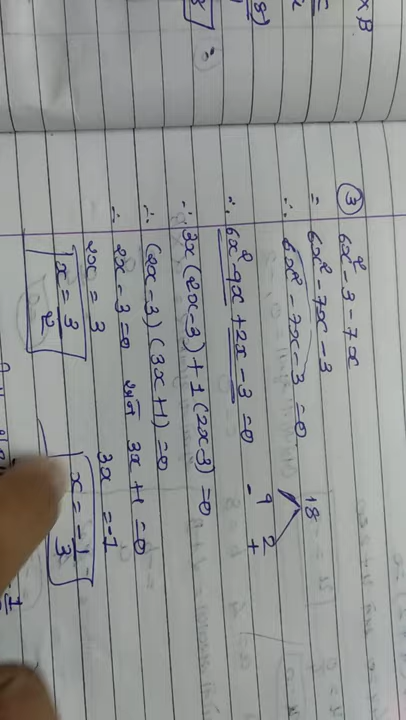 ③ 6x² - 3 - 7x
= 6x² - 7x - 3
∴ 6x² - 7x - 3 = 0
18
- 9 2 +
∴ 6x² - 9x + 2x - 3 = 0
∴ 3x (2x - 3) + 1 (2x - 3) = 0
∴ (2x - 3) (3x + 1) = 0
∴ 2x - 3 = 0 અને 3x + 1 = 0
2x = 3 3x = -1
x = 3/2 x = -1/3